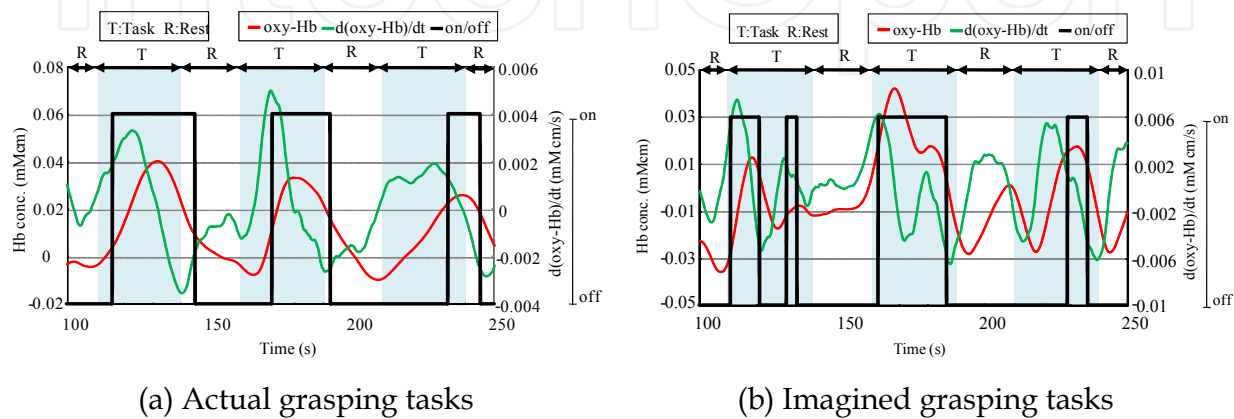 T:Task R:Rest
oxy-Hb d(oxy-Hb)/dt on/off
R T R T R T R
0.08
0.06
0.04
0.02
0
-0.02
Hb conc. (mMcm)
0.006
0.004
0.002
0
-0.002
-0.004
d(oxy-Hb)/dt (mM cm/s)
on
off
100 150 200 250
Time (s)
(a) Actual grasping tasks
T:Task R:Rest
oxy-Hb d(oxy-Hb)/dt on/off
R T R T R T R
0.05
0.03
0.01
-0.01
-0.03
-0.05
Hb conc. (mMcm)
0.01
0.006
0.002
-0.002
-0.006
-0.01
d(oxy-Hb)/dt (mM cm/s)
on
off
100 150 200 250
Time (s)
(b) Imagined grasping tasks